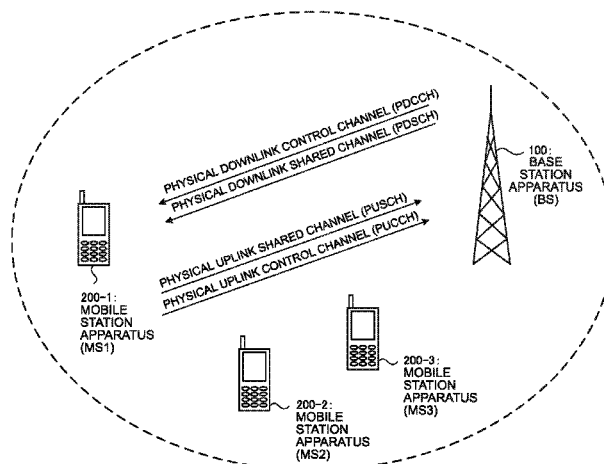 PHYSICAL DOWNLINK CONTROL CHANNEL (PDCCH)
PHYSICAL DOWNLINK SHARED CHANNEL (PDSCH)
100:
BASE
STATION
APPARATUS
(BS)
PHYSICAL UPLINK SHARED CHANNEL (PUSCH)
PHYSICAL UPLINK CONTROL CHANNEL (PUCCH)
200-1:
MOBILE
STATION
APPARATUS
(MS1)
200-2:
MOBILE
STATION
APPARATUS
(MS2)
200-3:
MOBILE
STATION
APPARATUS
(MS3)